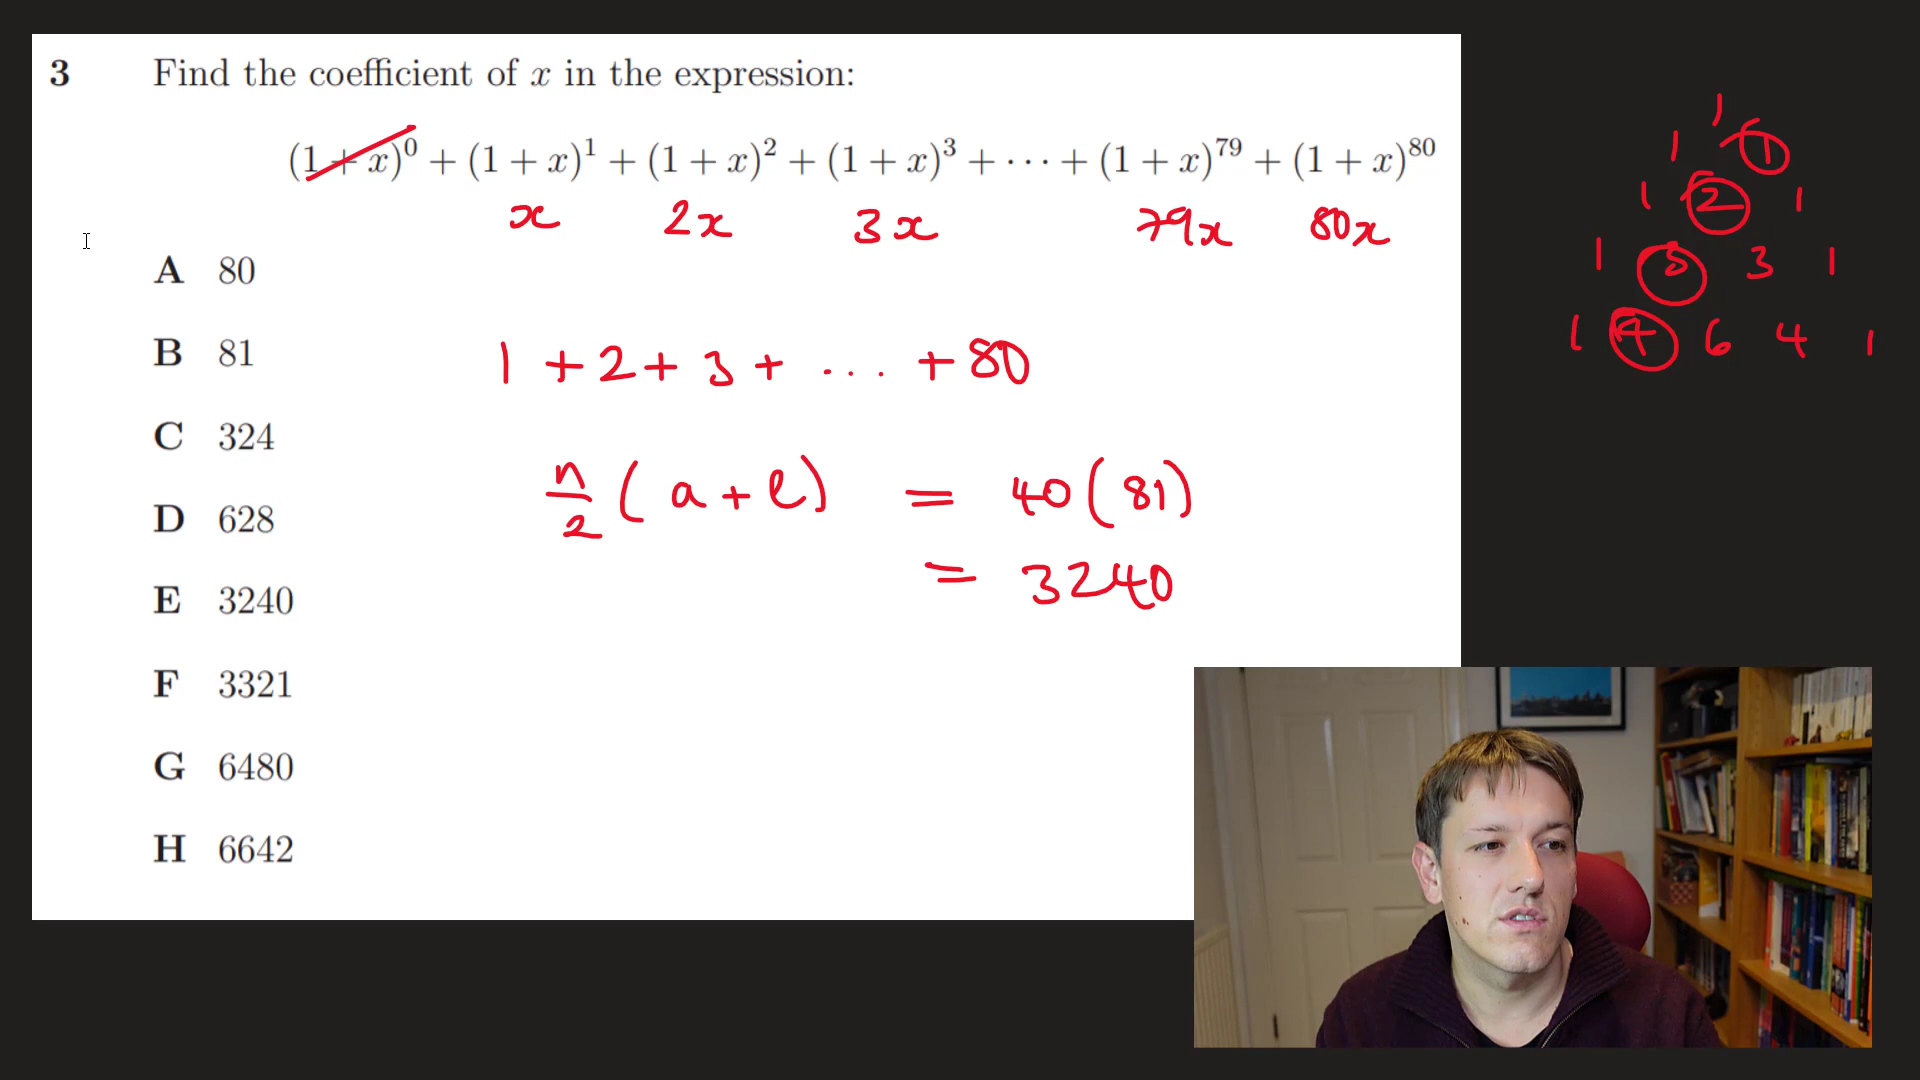 3 Find the coefficient of x in the expression:
(1 + x)⁰ + (1 + x)¹ + (1 + x)² + (1 + x)³ + ··· + (1 + x)⁷⁹ + (1 + x)⁸⁰
x 2x 3x 79x 80x
A 80
B 81
C 324
D 628
E 3240
F 3321
G 6480
H 6642
1 + 2 + 3 + ... + 80
n/2 (a + l) = 40(81)
= 3240
1
1 1
1 2 1
1 3 3 1
1 4 6 4 1